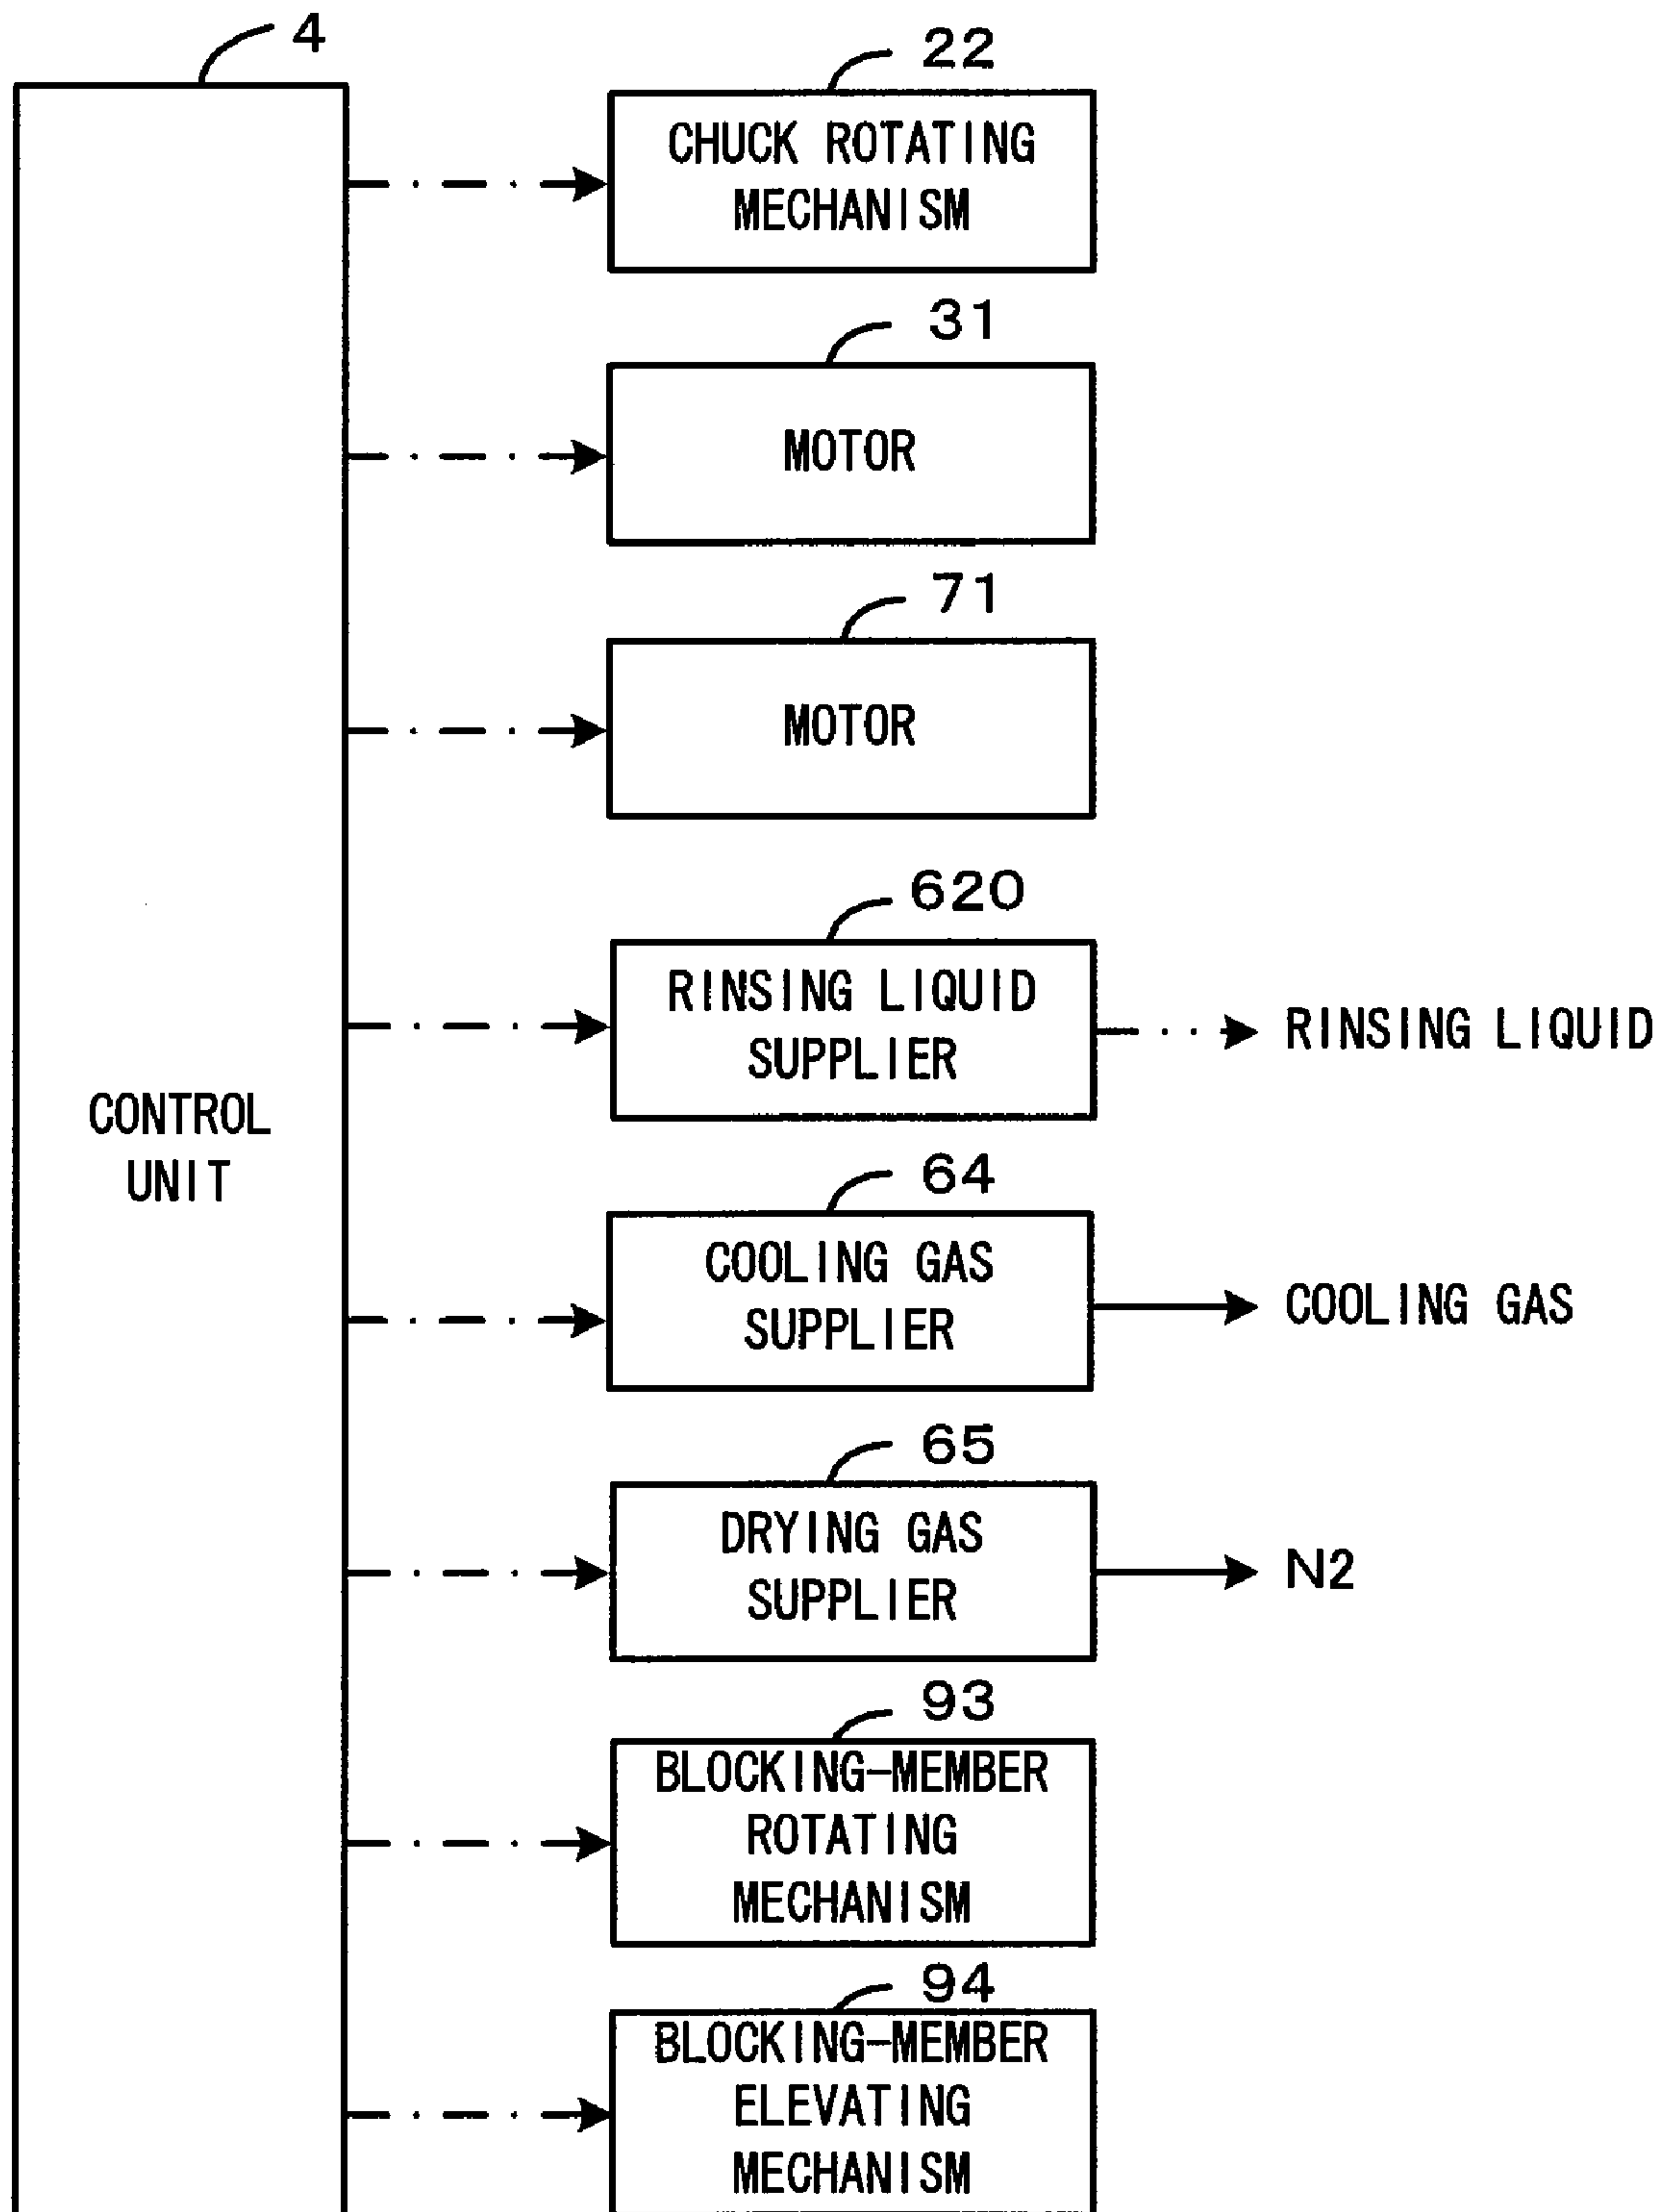 4
CONTROL
UNIT
22
CHUCK ROTATING
MECHANISM
31
MOTOR
71
MOTOR
620
RINSING LIQUID
SUPPLIER
RINSING LIQUID
64
COOLING GAS
SUPPLIER
COOLING GAS
65
DRYING GAS
SUPPLIER
N2
93
BLOCKING-MEMBER
ROTATING
MECHANISM
94
BLOCKING-MEMBER
ELEVATING
MECHANISM